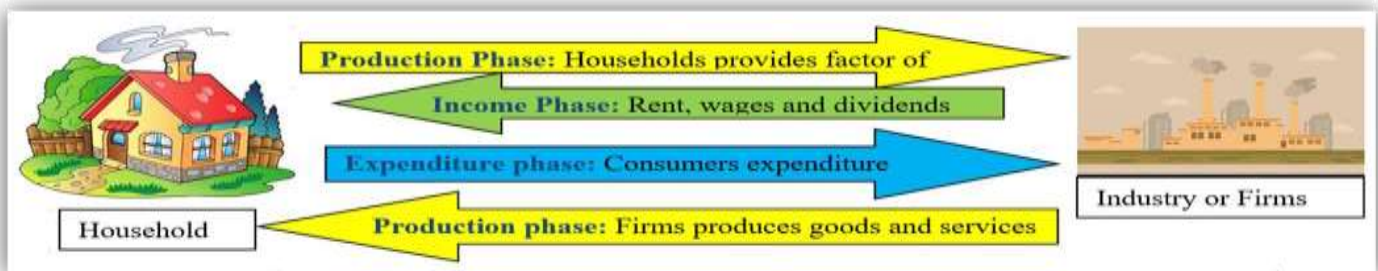 Production Phase: Households provides factor of
Income Phase: Rent, wages and dividends
Expenditure phase: Consumers expenditure
Industry or Firms
Household
Production phase: Firms produces goods and services